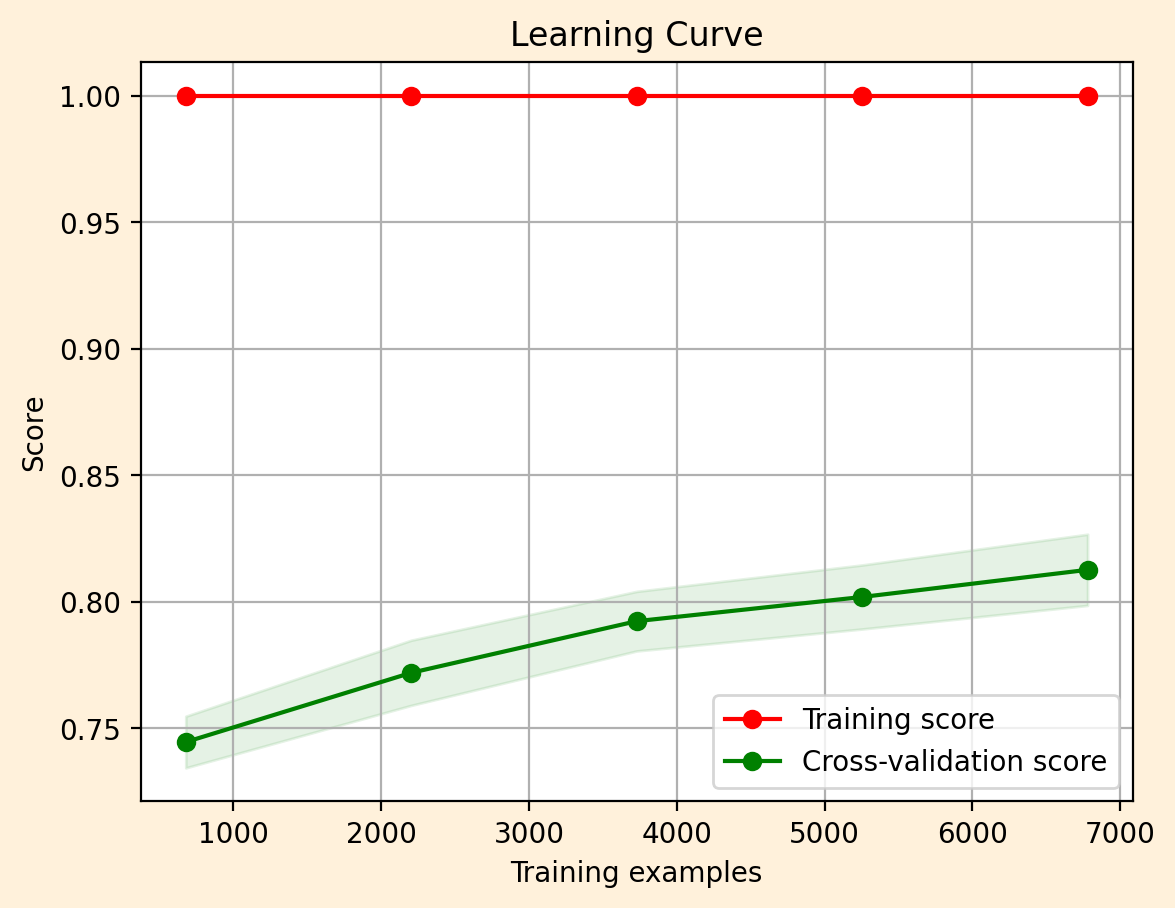 Learning Curve
1.00
0.95
0.90
0.85
0.80
0.75
Score
Training score
Cross-validation score
1000 2000 3000 4000 5000 6000 7000
Training examples